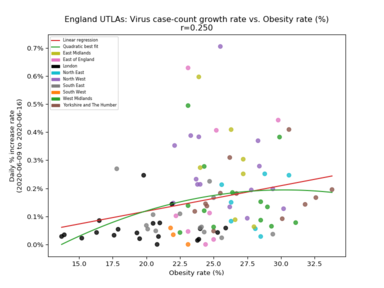 England UTLAs: Virus case-count growth rate vs. Obesity rate (%)
r=0.250
Daily % increase rate
(2020-06-09 to 2020-06-16)
0.7%
0.6%
0.5%
0.4%
0.3%
0.2%
0.1%
0.0%
Linear regression
Quadratic best fit
East Midlands
East of England
London
North East
North West
South East
South West
West Midlands
Yorkshire and The Humber
15.0
17.5
20.0
22.5
25.0
27.5
30.0
32.5
Obesity rate (%)